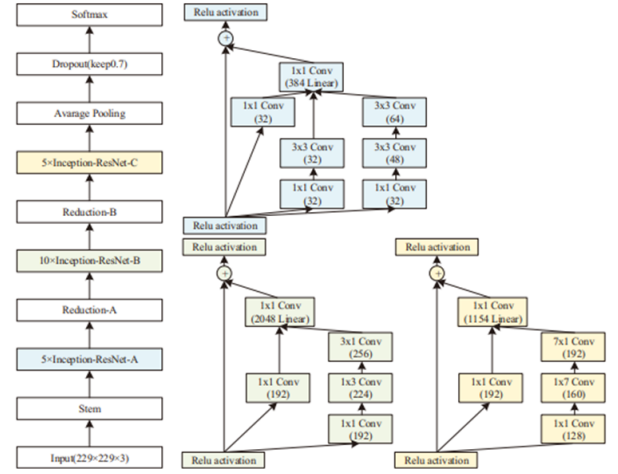 Softmax
Dropout(keep0.7)
Avarage Pooling
5×Inception-ResNet-C
Reduction-B
10×Inception-ResNet-B
Reduction-A
5×Inception-ResNet-A
Stem
Input(229×229×3)
Relu activation
+
1x1 Conv
(384 Linear)
1x1 Conv
(32)
3x3 Conv
(64)
3x3 Conv
(32)
3x3 Conv
(48)
1x1 Conv
(32)
1x1 Conv
(32)
Relu activation
Relu activation
+
1x1 Conv
(2048 Linear)
3x1 Conv
(256)
1x1 Conv
(192)
1x3 Conv
(224)
1x1 Conv
(192)
Relu activation
Relu activation
+
1x1 Conv
(1154 Linear)
7x1 Conv
(192)
1x1 Conv
(192)
1x7 Conv
(160)
1x1 Conv
(128)
Relu activation